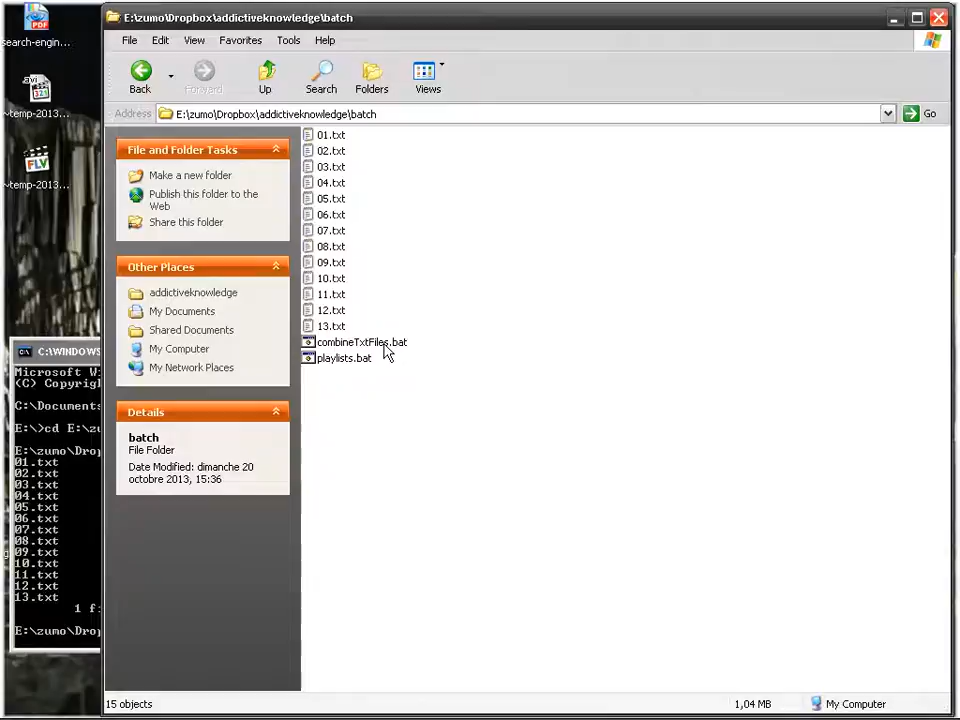 search-engin...
~temp-2013...
~temp-2013...
E:\zumo\Dropbox\addictiveknowledge\batch
File Edit View Favorites Tools Help
Back Forward Up Search Folders Views
Address E:\zumo\Dropbox\addictiveknowledge\batch Go
File and Folder Tasks
Make a new folder
Publish this folder to the
Web
Share this folder
Other Places
addictiveknowledge
My Documents
Shared Documents
My Computer
My Network Places
Details
batch
File Folder
Date Modified: dimanche 20
octobre 2013, 15:36
01.txt
02.txt
03.txt
04.txt
05.txt
06.txt
07.txt
08.txt
09.txt
10.txt
11.txt
12.txt
13.txt
combineTxtFiles.bat
playlists.bat
C:\WINDOWS
Microsoft W
(C) Copyrig
C:\Documents
E:\>cd E:\zu
E:\zumo\Drop
01.txt
02.txt
03.txt
04.txt
05.txt
06.txt
07.txt
08.txt
09.txt
10.txt
11.txt
12.txt
13.txt
1 f
E:\zumo\Drop
15 objects 1,04 MB My Computer